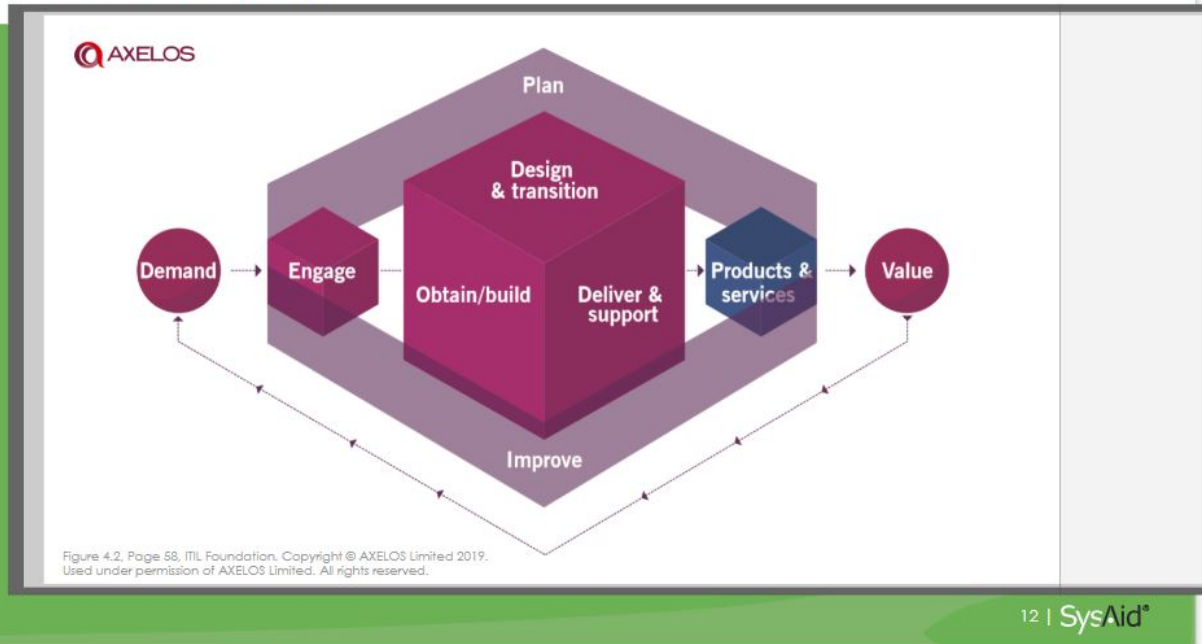 AXELOS
Plan
Design
& transition
Demand
Engage
Obtain/build
Deliver &
support
Products &
services
Value
Improve
Figure 4.2, Page 58, ITIL Foundation. Copyright © AXELOS Limited 2019.
Used under permission of AXELOS Limited. All rights reserved.
12 | SysAid®